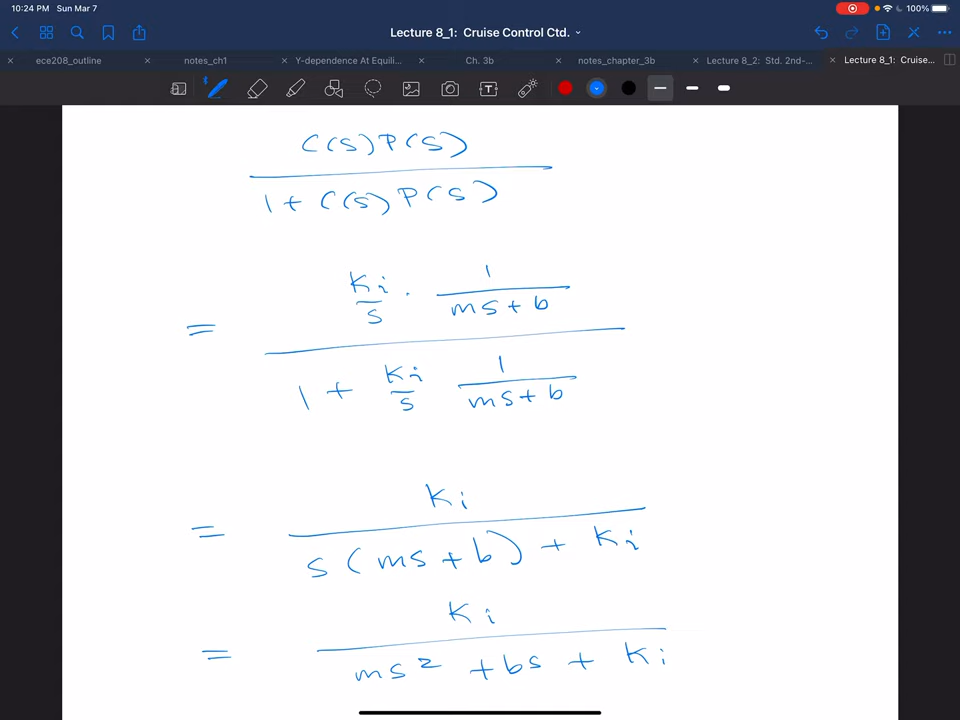 10:24 PM Sun Mar 7 100%
Lecture 8_1: Cruise Control Ctd.
ece208_outline notes_ch1 Y-dependence At Equili... Ch. 3b notes_chapter_3b Lecture 8_2: Std. 2nd-... Lecture 8_1: Cruise...
C(s)P(s)
1 + C(s)P(s)
Ki/s · 1/(ms+b)
=
1 + Ki/s 1/(ms+b)
Ki
=
s(ms+b) + Ki
Ki
=
ms² + bs + Ki